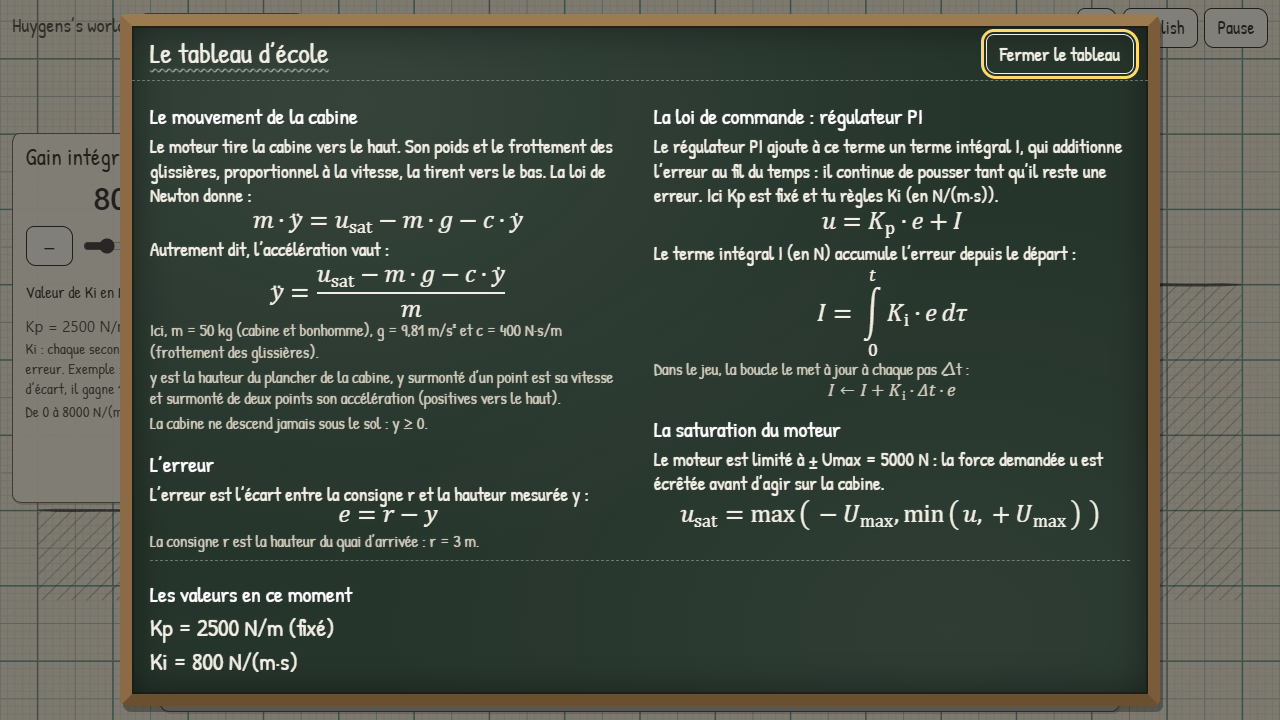 Huygens's worl
lish
Pause
Le tableau d'école
Fermer le tableau
Gain intégr
80
–
Valeur de Ki en
Kp = 2500 N/
Ki : chaque secon
erreur. Exemple
d'écart, il gagne
De 0 à 8000 N/(m
Le mouvement de la cabine
Le moteur tire la cabine vers le haut. Son poids et le frottement des
glissières, proportionnel à la vitesse, la tirent vers le bas. La loi de
Newton donne :
m · ÿ = u_sat − m · g − c · ẏ
Autrement dit, l'accélération vaut :
ÿ = (u_sat − m · g − c · ẏ) / m
Ici, m = 50 kg (cabine et bonhomme), g = 9,81 m/s² et c = 400 N·s/m
(frottement des glissières).
y est la hauteur du plancher de la cabine, y surmonté d'un point est sa vitesse
et surmonté de deux points son accélération (positives vers le haut).
La cabine ne descend jamais sous le sol : y ≥ 0.
L'erreur
L'erreur est l'écart entre la consigne r et la hauteur mesurée y :
e = r − y
La consigne r est la hauteur du quai d'arrivée : r = 3 m.
La loi de commande : régulateur PI
Le régulateur PI ajoute à ce terme un terme intégral I, qui additionne
l'erreur au fil du temps : il continue de pousser tant qu'il reste une
erreur. Ici Kp est fixé et tu règles Ki (en N/(m·s)).
u = K_p · e + I
Le terme intégral I (en N) accumule l'erreur depuis le départ :
I = ∫₀ᵗ K_i · e dτ
Dans le jeu, la boucle le met à jour à chaque pas Δt :
I ← I + K_i · Δt · e
La saturation du moteur
Le moteur est limité à ± Umax = 5000 N : la force demandée u est
écrêtée avant d'agir sur la cabine.
u_sat = max ( − U_max, min ( u, + U_max ) )
Les valeurs en ce moment
Kp = 2500 N/m (fixé)
Ki = 800 N/(m·s)